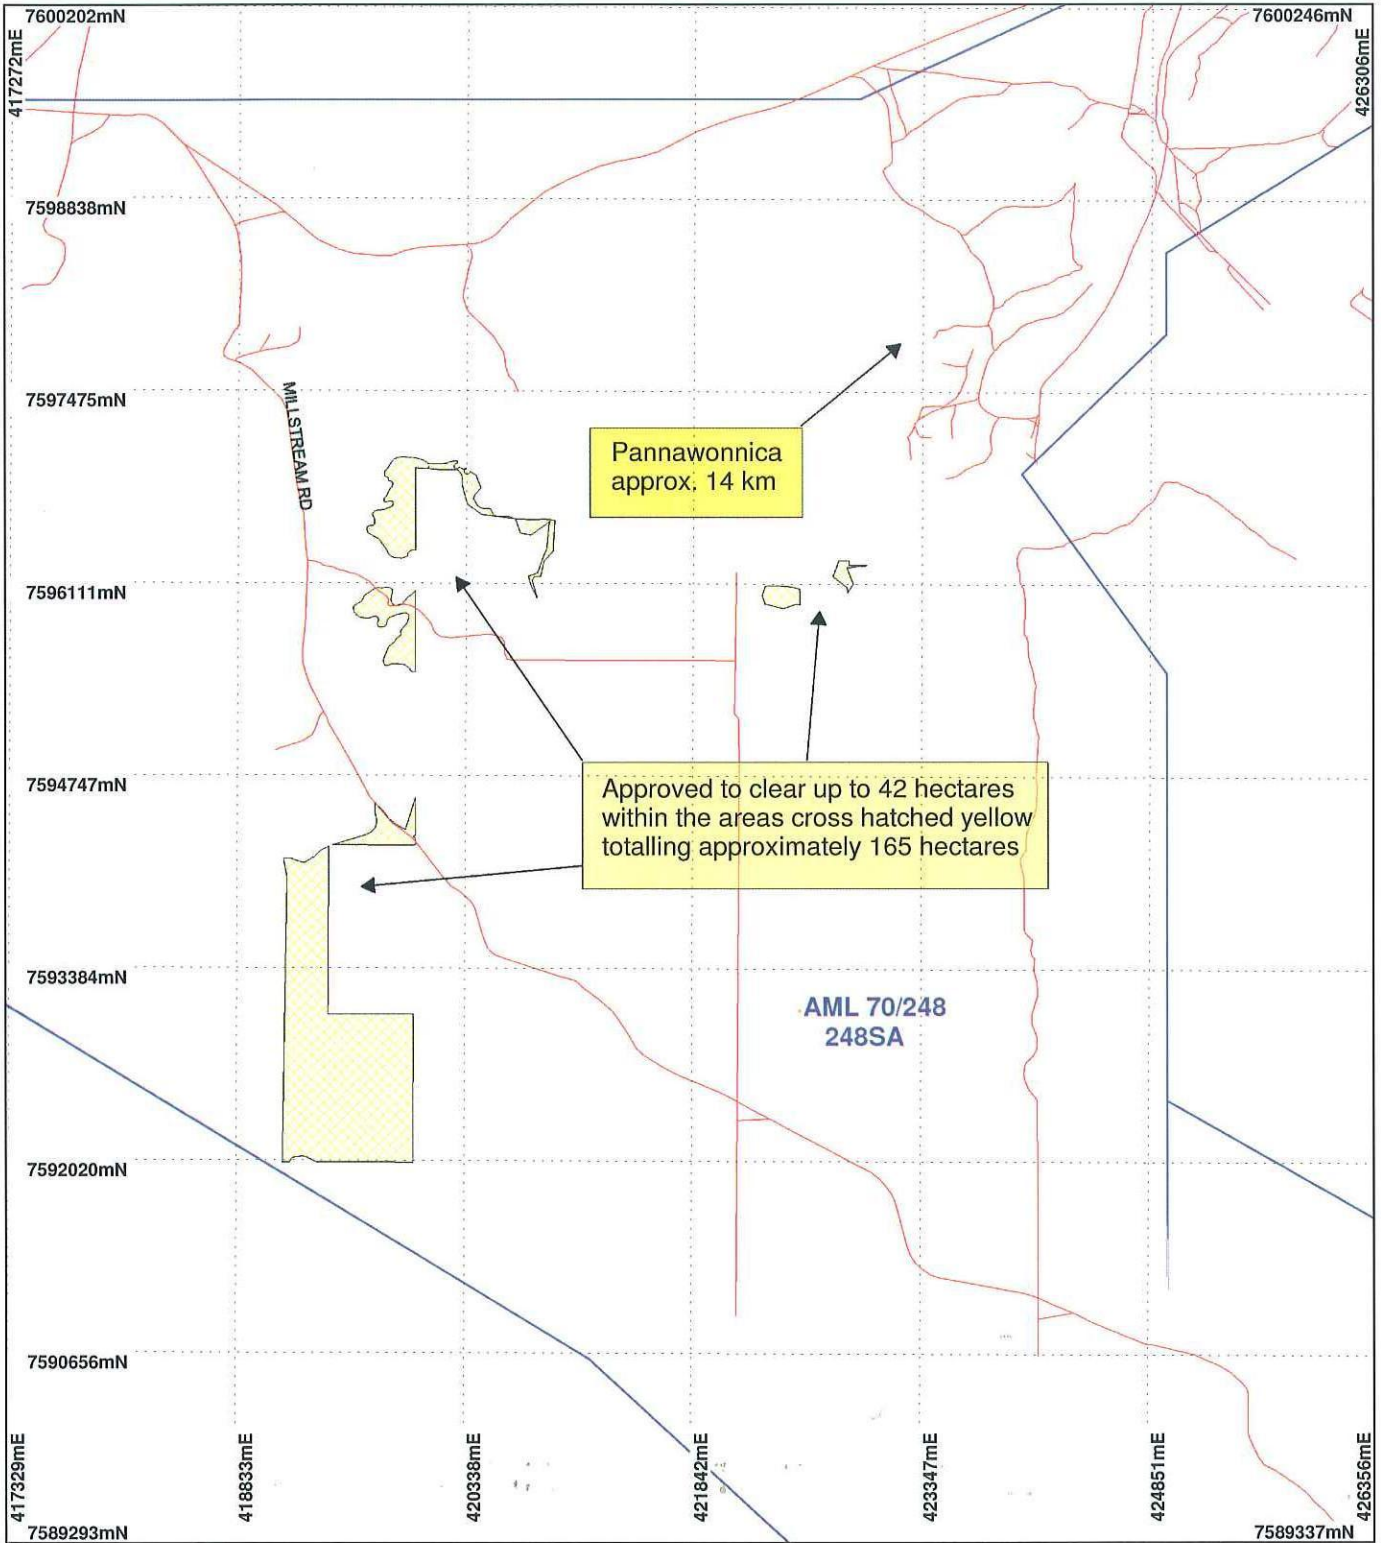 7600202mN
7600246mN
417272mE
426306mE
7598838mN
7597475mN
MILLSTREAM RD
Pannawonnica
approx. 14 km
7596111mN
7594747mN
Approved to clear up to 42 hectares
within the areas cross hatched yellow
totalling approximately 165 hectares
7593384mN
AML 70/248
248SA
7592020mN
7590656mN
417329mE
418833mE
420338mE
421842mE
423347mE
424851mE
426356mE
7589293mN
7589337mN